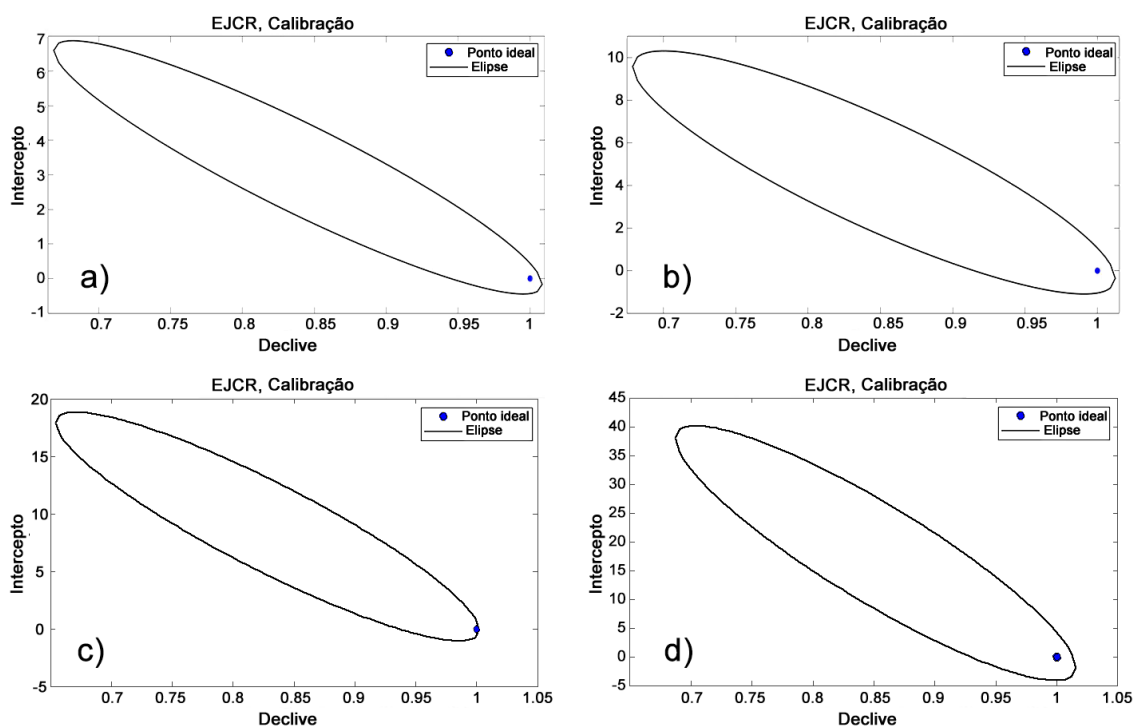 EJCR, Calibração
7
6
5
4
3
2
1
0
-1
Intercepto
Ponto ideal
Elipse
a)
0.7 0.75 0.8 0.85 0.9 0.95 1
Declive
EJCR, Calibração
10
8
6
4
2
0
-2
Intercepto
Ponto ideal
Elipse
b)
0.7 0.75 0.8 0.85 0.9 0.95 1
Declive
EJCR, Calibração
20
15
10
5
0
-5
Intercepto
Ponto ideal
Elipse
c)
0.7 0.75 0.8 0.85 0.9 0.95 1 1.05
Declive
EJCR, Calibração
45
40
35
30
25
20
15
10
5
0
-5
Intercepto
Ponto ideal
Elipse
d)
0.7 0.75 0.8 0.85 0.9 0.95 1 1.05
Declive